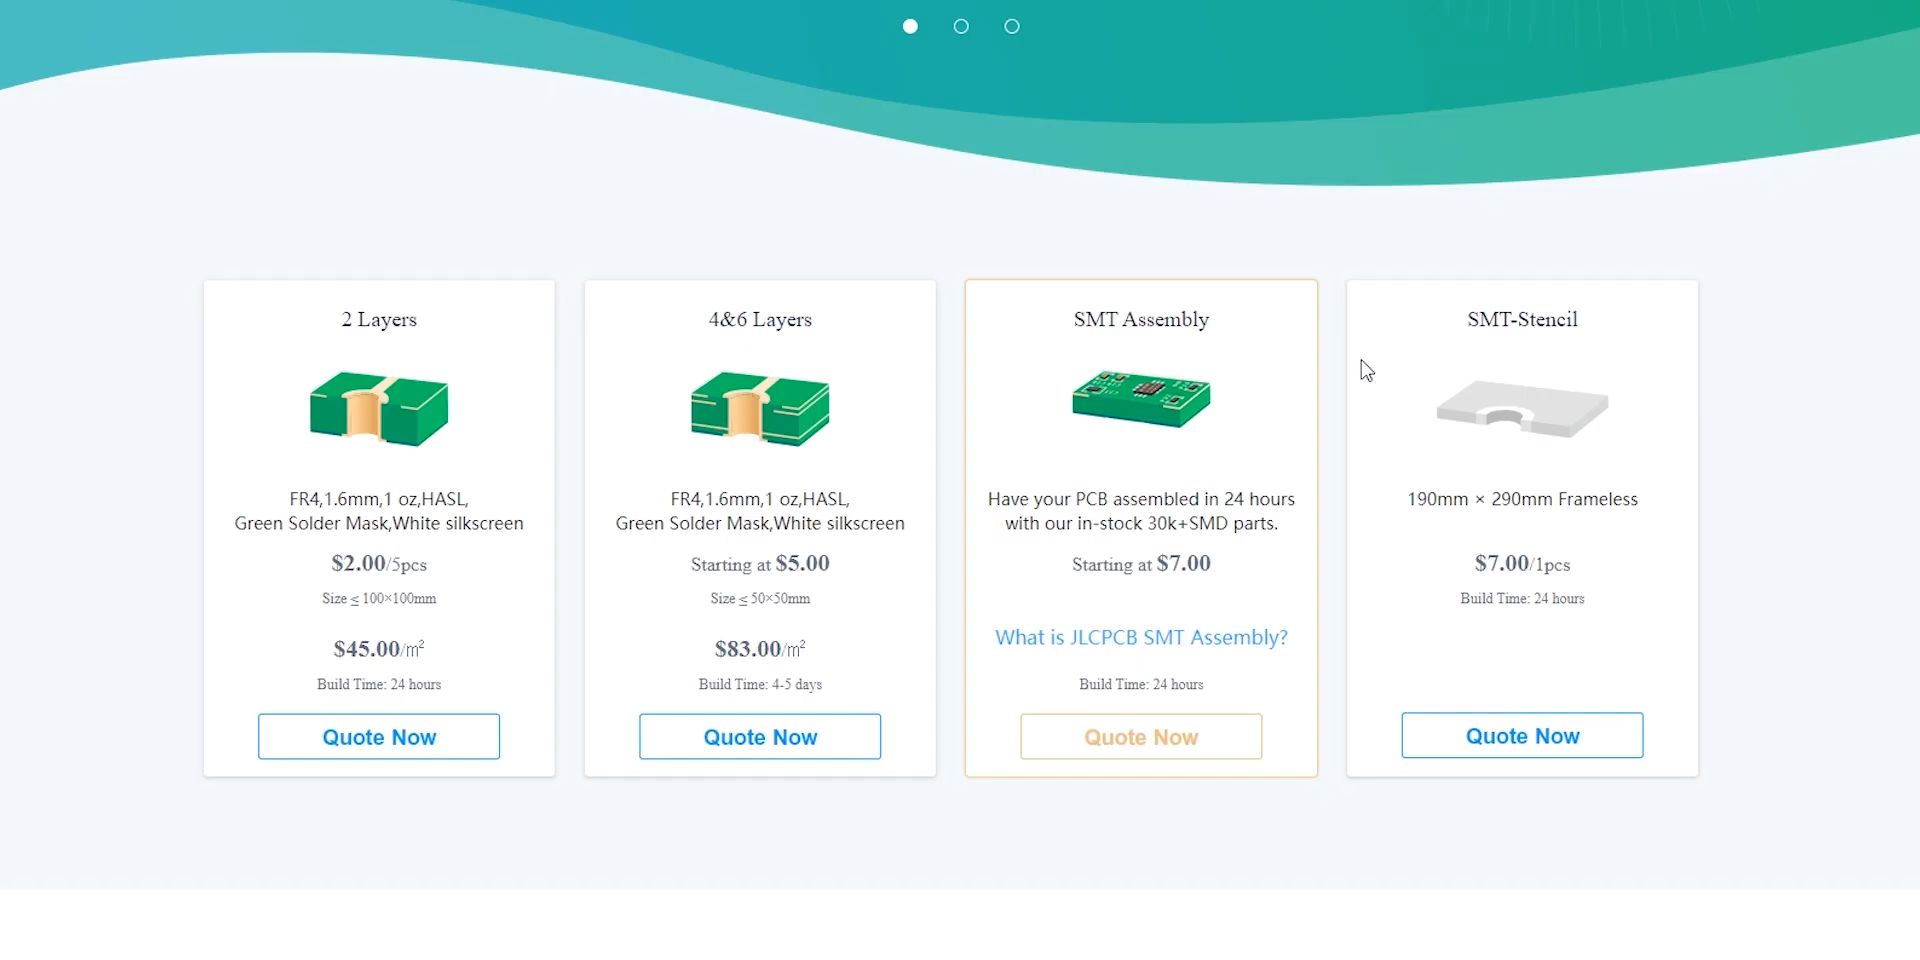 2 Layers
FR4,1.6mm,1 oz,HASL,
Green Solder Mask,White silkscreen
$2.00/5pcs
Size ≤ 100×100mm
$45.00/m²
Build Time: 24 hours
Quote Now
4&6 Layers
FR4,1.6mm,1 oz,HASL,
Green Solder Mask,White silkscreen
Starting at $5.00
Size ≤ 50×50mm
$83.00/m²
Build Time: 4-5 days
Quote Now
SMT Assembly
Have your PCB assembled in 24 hours
with our in-stock 30k+SMD parts.
Starting at $7.00
What is JLCPCB SMT Assembly?
Build Time: 24 hours
Quote Now
SMT-Stencil
190mm × 290mm Frameless
$7.00/1pcs
Build Time: 24 hours
Quote Now